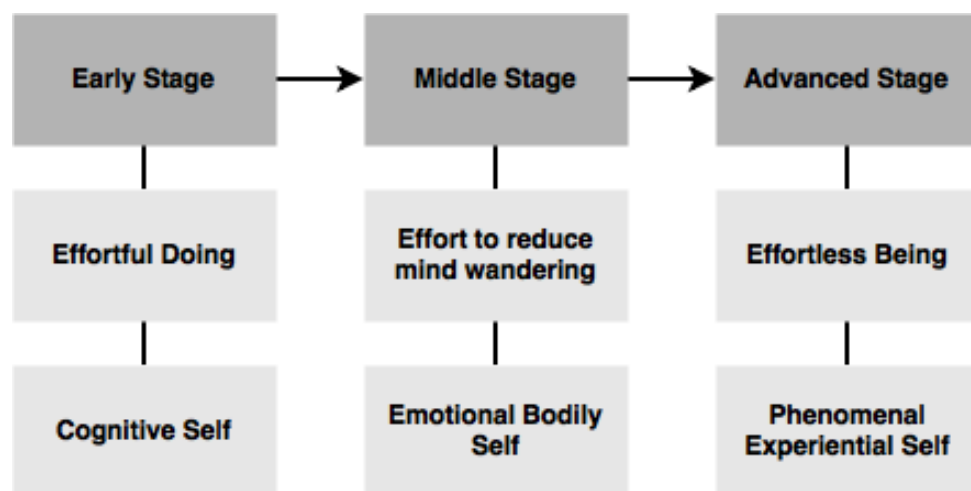 Early Stage
Middle Stage
Advanced Stage
Effortful Doing
Effort to reduce
mind wandering
Effortless Being
Cognitive Self
Emotional Bodily
Self
Phenomenal
Experiential Self